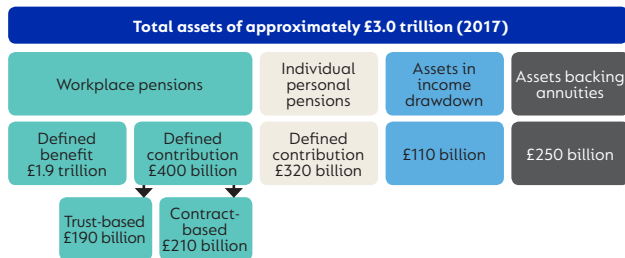 Total assets of approximately £3.0 trillion (2017)
Workplace pensions
Individual
personal
pensions
Assets in
income
drawdown
Assets backing
annuities
Defined
benefit
£1.9 trillion
Defined
contribution
£400 billion
Defined
contribution
£320 billion
£110 billion
£250 billion
Trust-based
£190 billion
Contract-
based
£210 billion